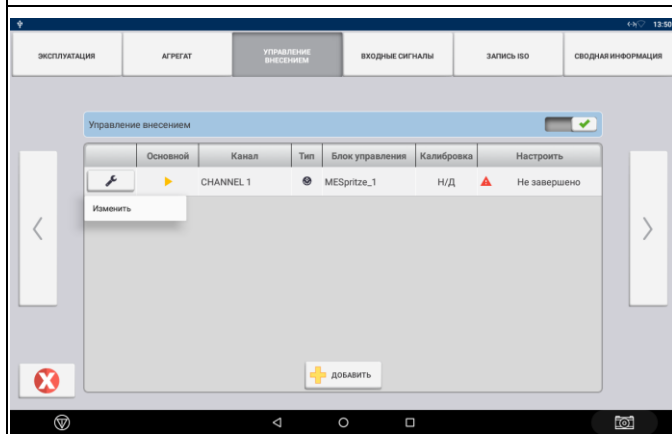 13:50
ЭКСПЛУАТАЦИЯ
АГРЕГАТ
УПРАВЛЕНИЕ
ВНЕСЕНИЕМ
ВХОДНЫЕ СИГНАЛЫ
ЗАПИСЬ ISO
СВОДНАЯ ИНФОРМАЦИЯ
Управление внесением
Основной Канал Тип Блок управления Калибровка Настроить
CHANNEL 1 MESpritze_1 Н/Д Не завершено
Изменить
ДОБАВИТЬ